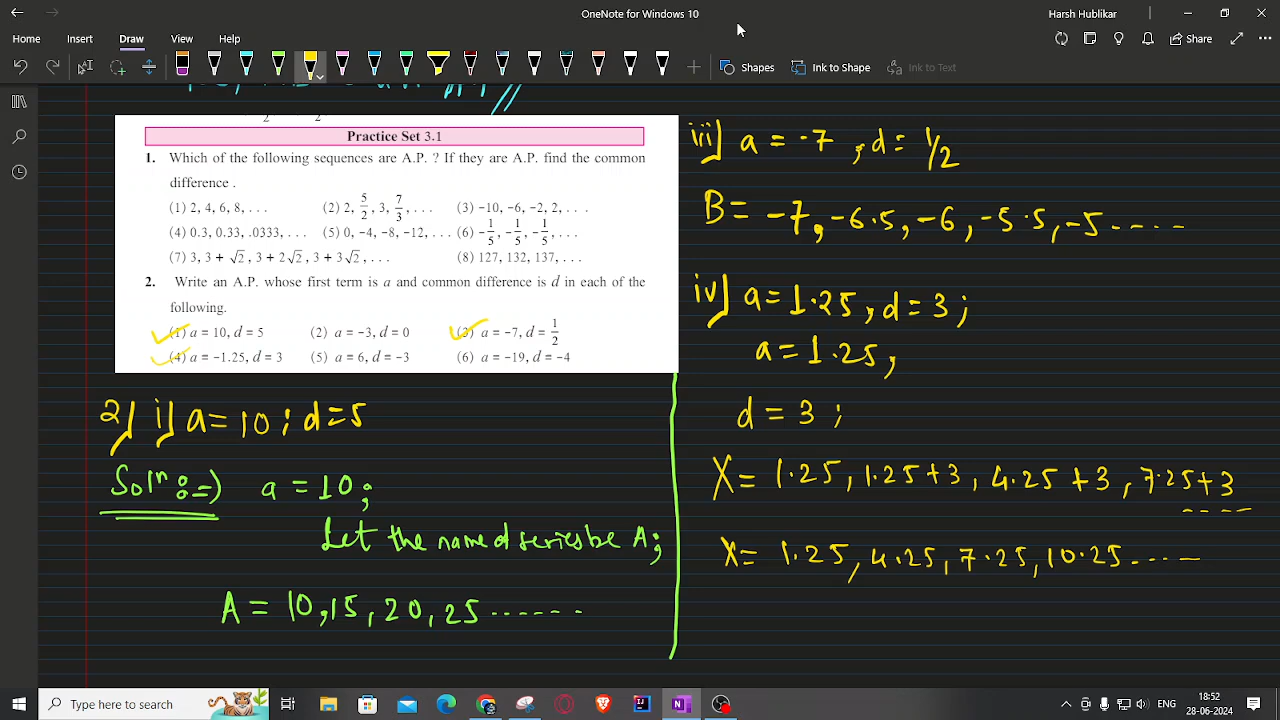 OneNote for Windows 10
Harsh Hublikar
Home Insert Draw View Help
Share
Shapes Ink to Shape Ink to Text
2 2
Practice Set 3.1
1. Which of the following sequences are A.P. ? If they are A.P. find the common
difference .
(1) 2, 4, 6, 8, . . . (2) 2, 5/2, 3, 7/3, . . . (3) -10, -6, -2, 2, . . .
(4) 0.3, 0.33, .0333, . . . (5) 0, -4, -8, -12, . . . (6) -1/5, -1/5, -1/5, . . .
(7) 3, 3 + √2, 3 + 2√2, 3 + 3√2, . . . (8) 127, 132, 137, . . .
2. Write an A.P. whose first term is a and common difference is d in each of the
following.
(1) a = 10, d = 5 (2) a = -3, d = 0 (3) a = -7, d = 1/2
(4) a = -1.25, d = 3 (5) a = 6, d = -3 (6) a = -19, d = -4
2] i] a = 10 ; d = 5
Soln :=) a = 10 ;
Let the name of series be A ;
A = 10, 15, 20, 25 ......
iii] a = -7 , d = 1/2
B = -7, -6.5, -6, -5.5, -5 .....
iv] a = 1.25, d = 3 ;
a = 1.25,
d = 3 ;
X = 1.25, 1.25+3, 4.25+3, 7.25+3 ----
X = 1.25, 4.25, 7.25, 10.25 ....
Type here to search
18:52
28-06-2024